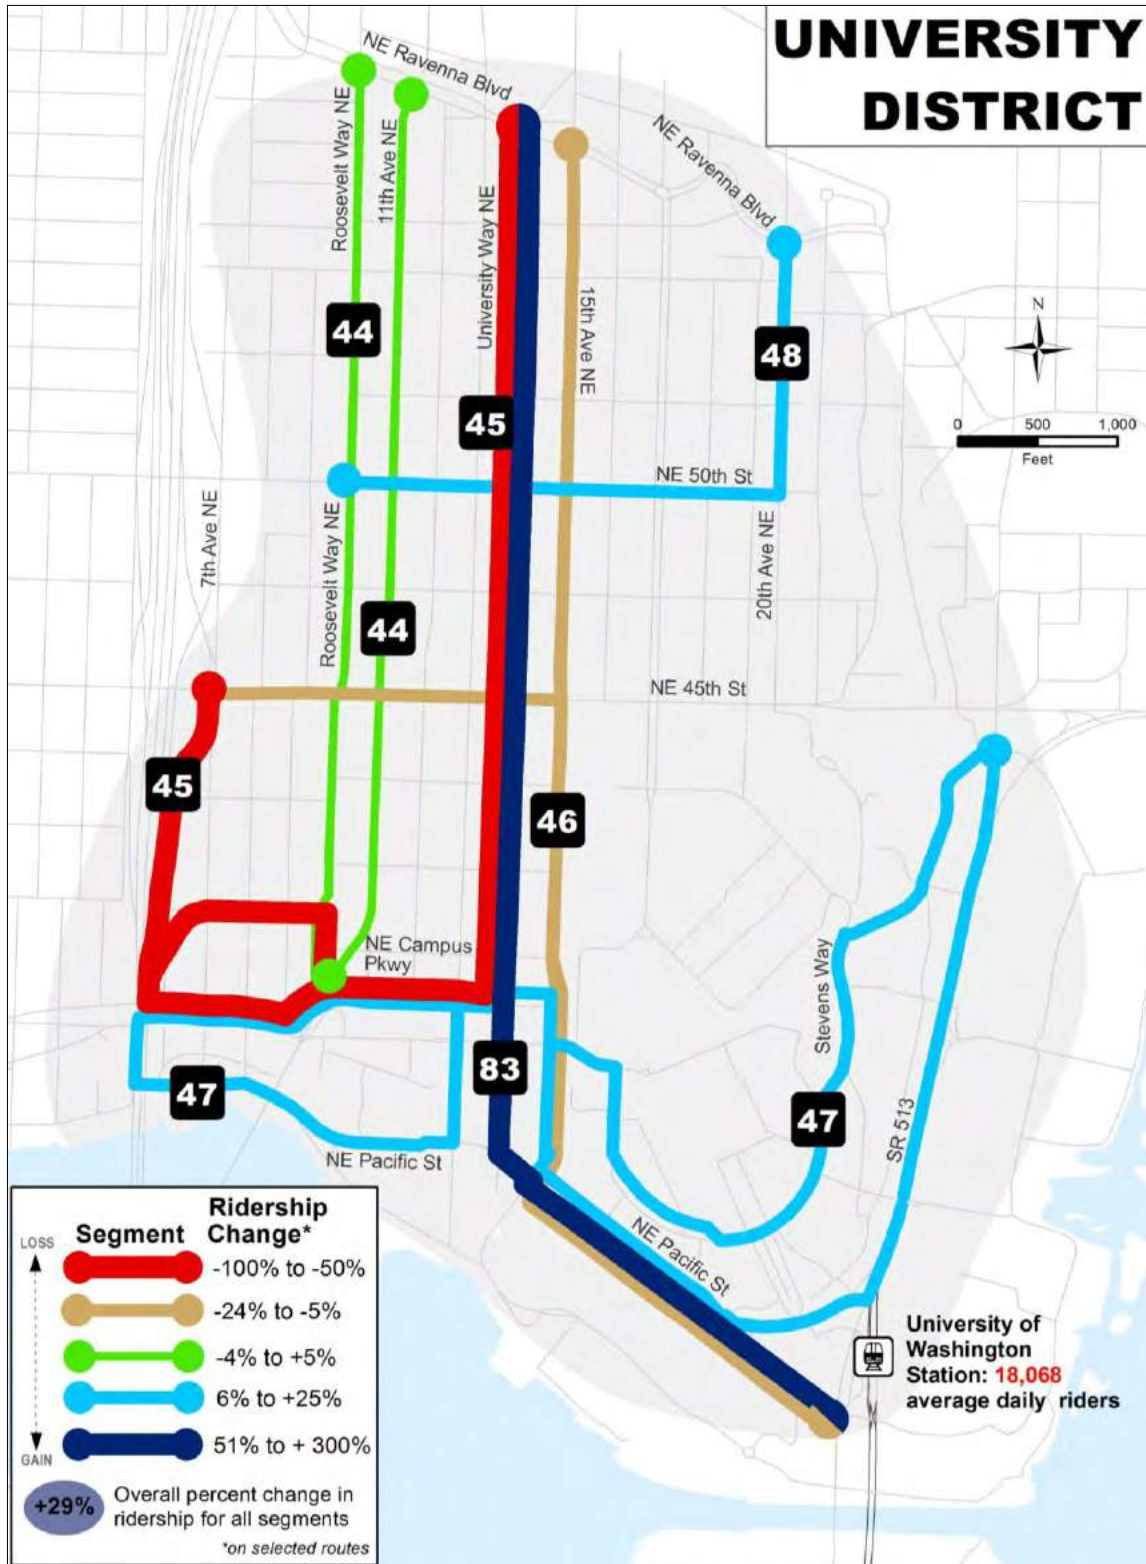 UNIVERSITY
DISTRICT
NE Ravenna Blvd
NE Ravenna Blvd
Roosevelt Way NE
11th Ave NE
University Way NE
15th Ave NE
44
48
45
N
0 500 1,000
Feet
NE 50th St
7th Ave NE
Roosevelt Way NE
20th Ave NE
44
NE 45th St
45
46
NE Campus
Pkwy
Stevens Way
83
47
47
SR 513
NE Pacific St
NE Pacific St
University of
Washington
Station: 18,068
average daily riders
Segment
Ridership
Change*
LOSS
-100% to -50%
-24% to -5%
-4% to +5%
6% to +25%
51% to + 300%
GAIN
+29%
Overall percent change in
ridership for all segments
*on selected routes